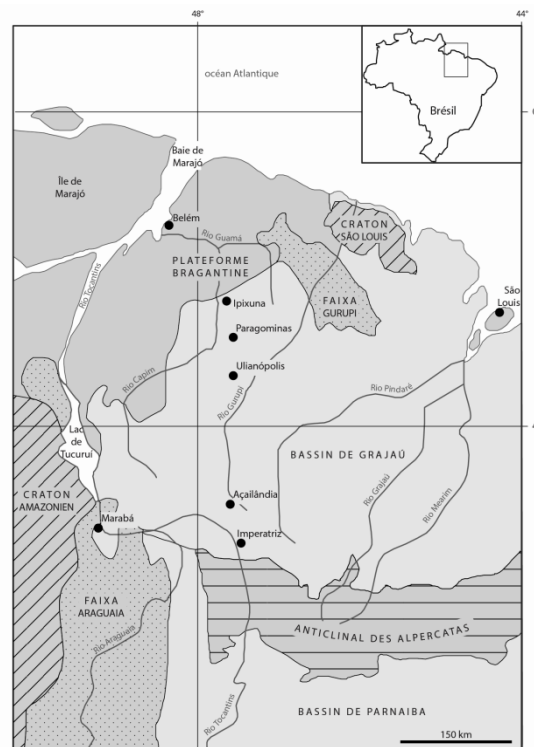 48°
44°
océan Atlantique
Brésil
Baie de
Marajó
Île de
Marajó
Belém
Rio Guamá
CRATON
SÃO LOUIS
PLATEFORME
BRAGANTINE
Rio Tocantins
FAIXA
GURUPI
São
Louis
Ipixuna
Paragominas
Ulianópolis
Rio Capim
Rio Gurupi
Rio Pindaré
Lac
de
Tucuruí
BASSIN DE GRAJAÚ
Rio Grajaú
Rio Mearim
CRATON
AMAZONIEN
Açailândia
Marabá
Imperatriz
FAIXA
ARAGUAIA
Rio Araguaia
ANTICLINAL DES ALPERCATAS
Rio Tocantins
BASSIN DE PARNAIBA
150 km